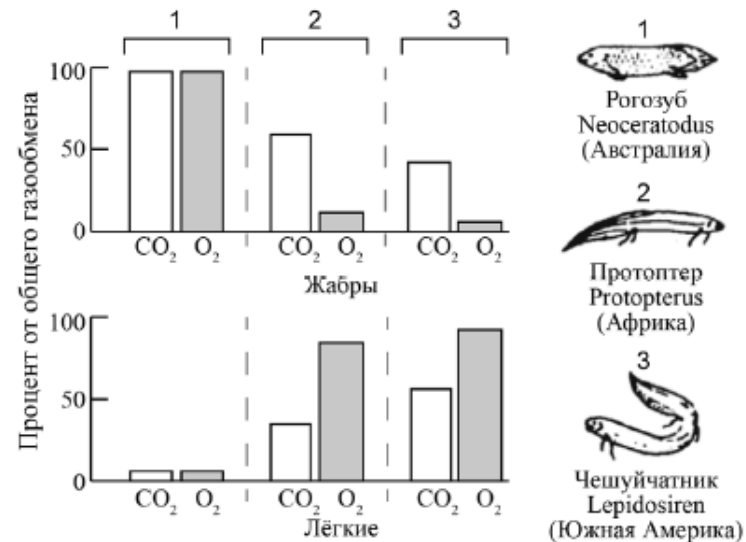 1 2 3
Процент от общего газообмена
100
50
0
CO₂ O₂ CO₂ O₂ CO₂ O₂
Жабры
100
50
0
CO₂ O₂ CO₂ O₂ CO₂ O₂
Лёгкие
1
Рогозуб
Neoceratodus
(Австралия)
2
Протоптер
Protopterus
(Африка)
3
Чешуйчатник
Lepidosiren
(Южная Америка)